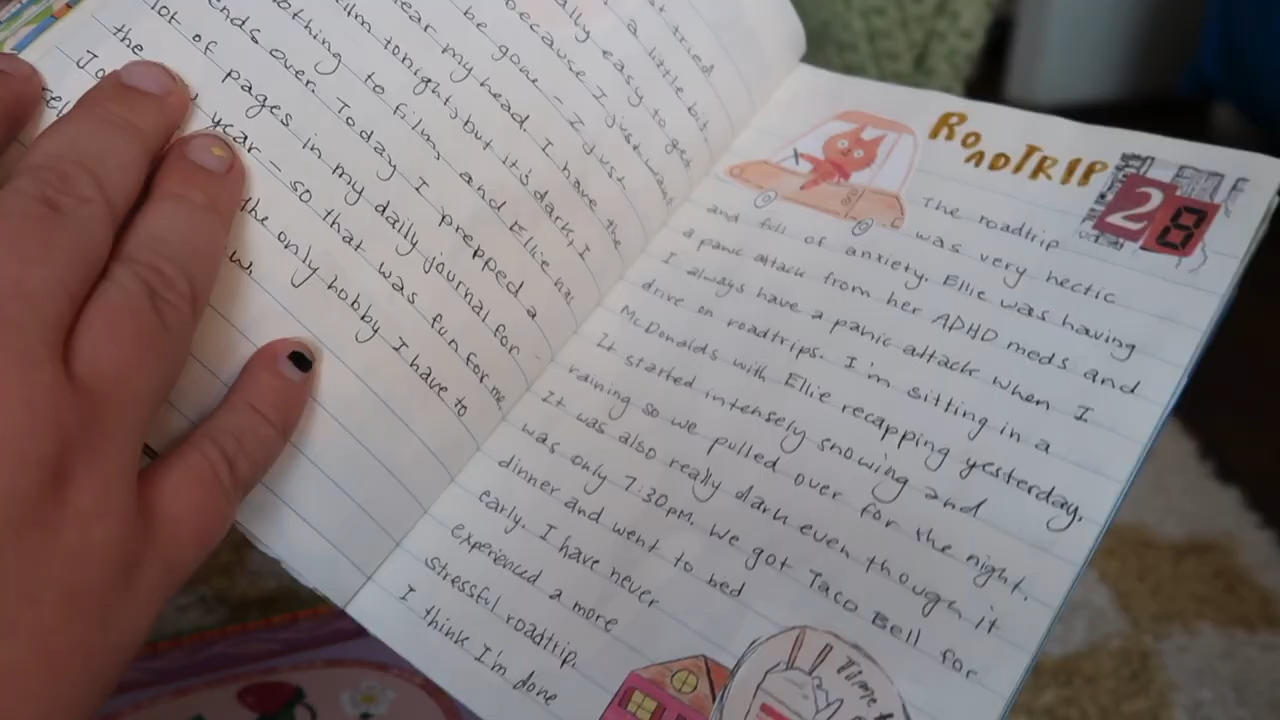 at tried
a little bit
ally easy to get
because I just want
be gone - I just
ear my head. I have the
film tonight, but it's dark, I
nothing to film, and Ellie has
ends over. Today I prepped a
lot of pages in my daily journal for
the year - so that was fun for me
the only hobby I have to
w.
ROADTRIP
28
The roadtrip
was very hectic
and full of anxiety. Ellie was having
a panic attack from her ADHD meds and
I always have a panic attack when I
drive on roadtrips. I'm sitting in a
McDonalds with Ellie recapping yesterday.
It started intensely snowing and
raining so we pulled over for the night.
It was also really dark even though it
was only 7:30pm. We got Taco Bell for
dinner and went to bed
early. I have never
experienced a more
stressful roadtrip.
I think I'm done
Time